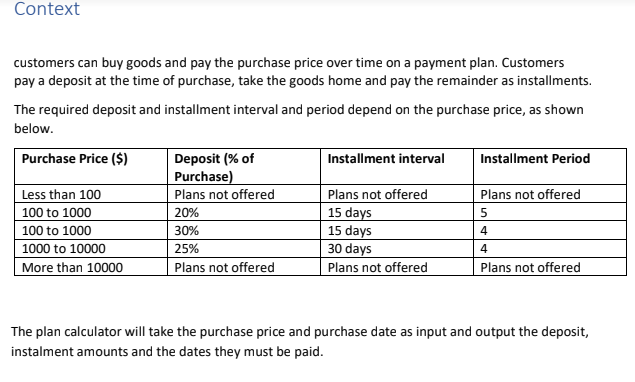 Context
customers can buy goods and pay the purchase price over time on a payment plan. Customers
pay a deposit at the time of purchase, take the goods home and pay the remainder as installments.
The required deposit and installment interval and period depend on the purchase price, as shown
below.
Purchase Price ($) Deposit (% of Purchase) Installment interval Installment Period
Less than 100 Plans not offered Plans not offered Plans not offered
100 to 1000 20% 15 days 5
100 to 1000 30% 15 days 4
1000 to 10000 25% 30 days 4
More than 10000 Plans not offered Plans not offered Plans not offered
The plan calculator will take the purchase price and purchase date as input and output the deposit,
instalment amounts and the dates they must be paid.